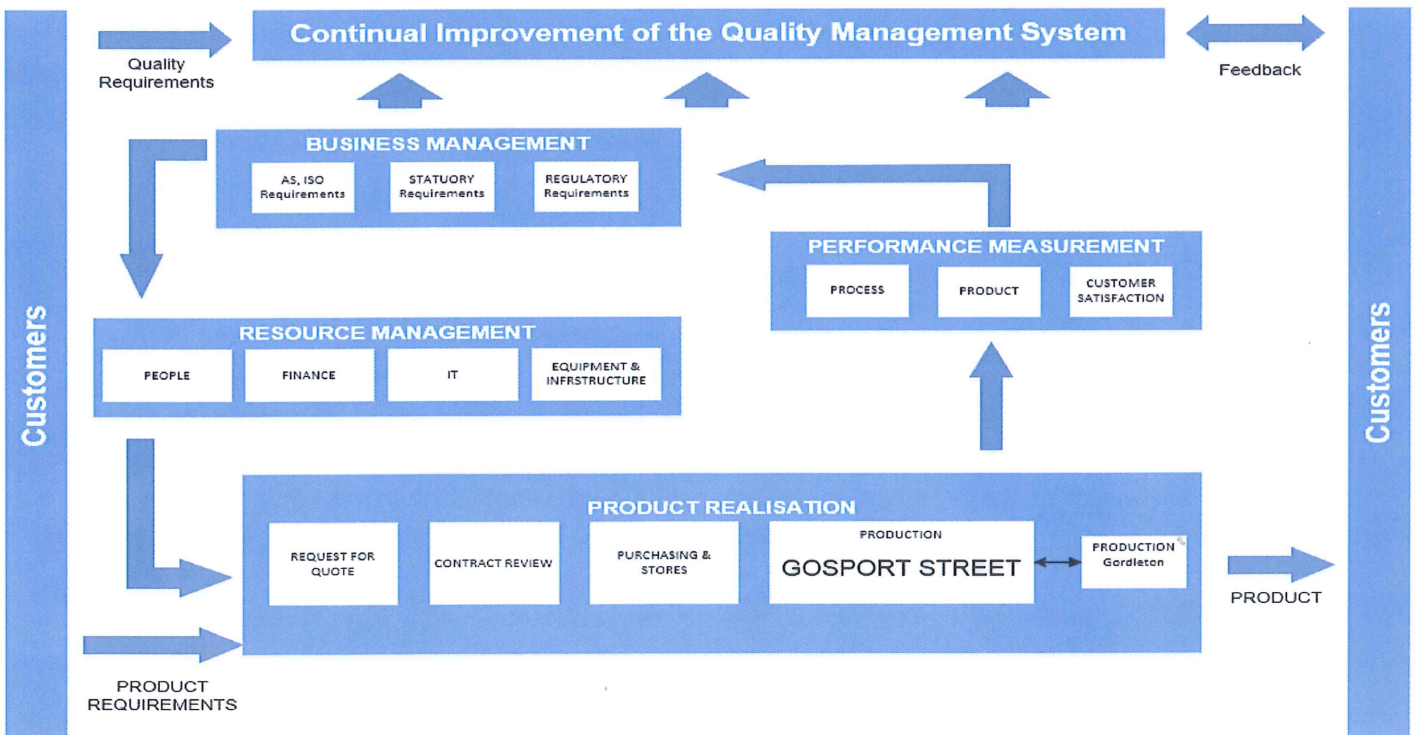 Continual Improvement of the Quality Management System
Quality
Requirements
Feedback
BUSINESS MANAGEMENT
AS, ISO
Requirements
STATUORY
Requirements
REGULATORY
Requirements
PERFORMANCE MEASUREMENT
PROCESS
PRODUCT
CUSTOMER
SATISFACTION
Customers
Customers
RESOURCE MANAGEMENT
PEOPLE
FINANCE
IT
EQUIPMENT &
INFRSTRUCTURE
PRODUCT REALISATION
REQUEST FOR
QUOTE
CONTRACT REVIEW
PURCHASING &
STORES
PRODUCTION
GOSPORT STREET
PRODUCTION
Gordleton
PRODUCT
PRODUCT
REQUIREMENTS